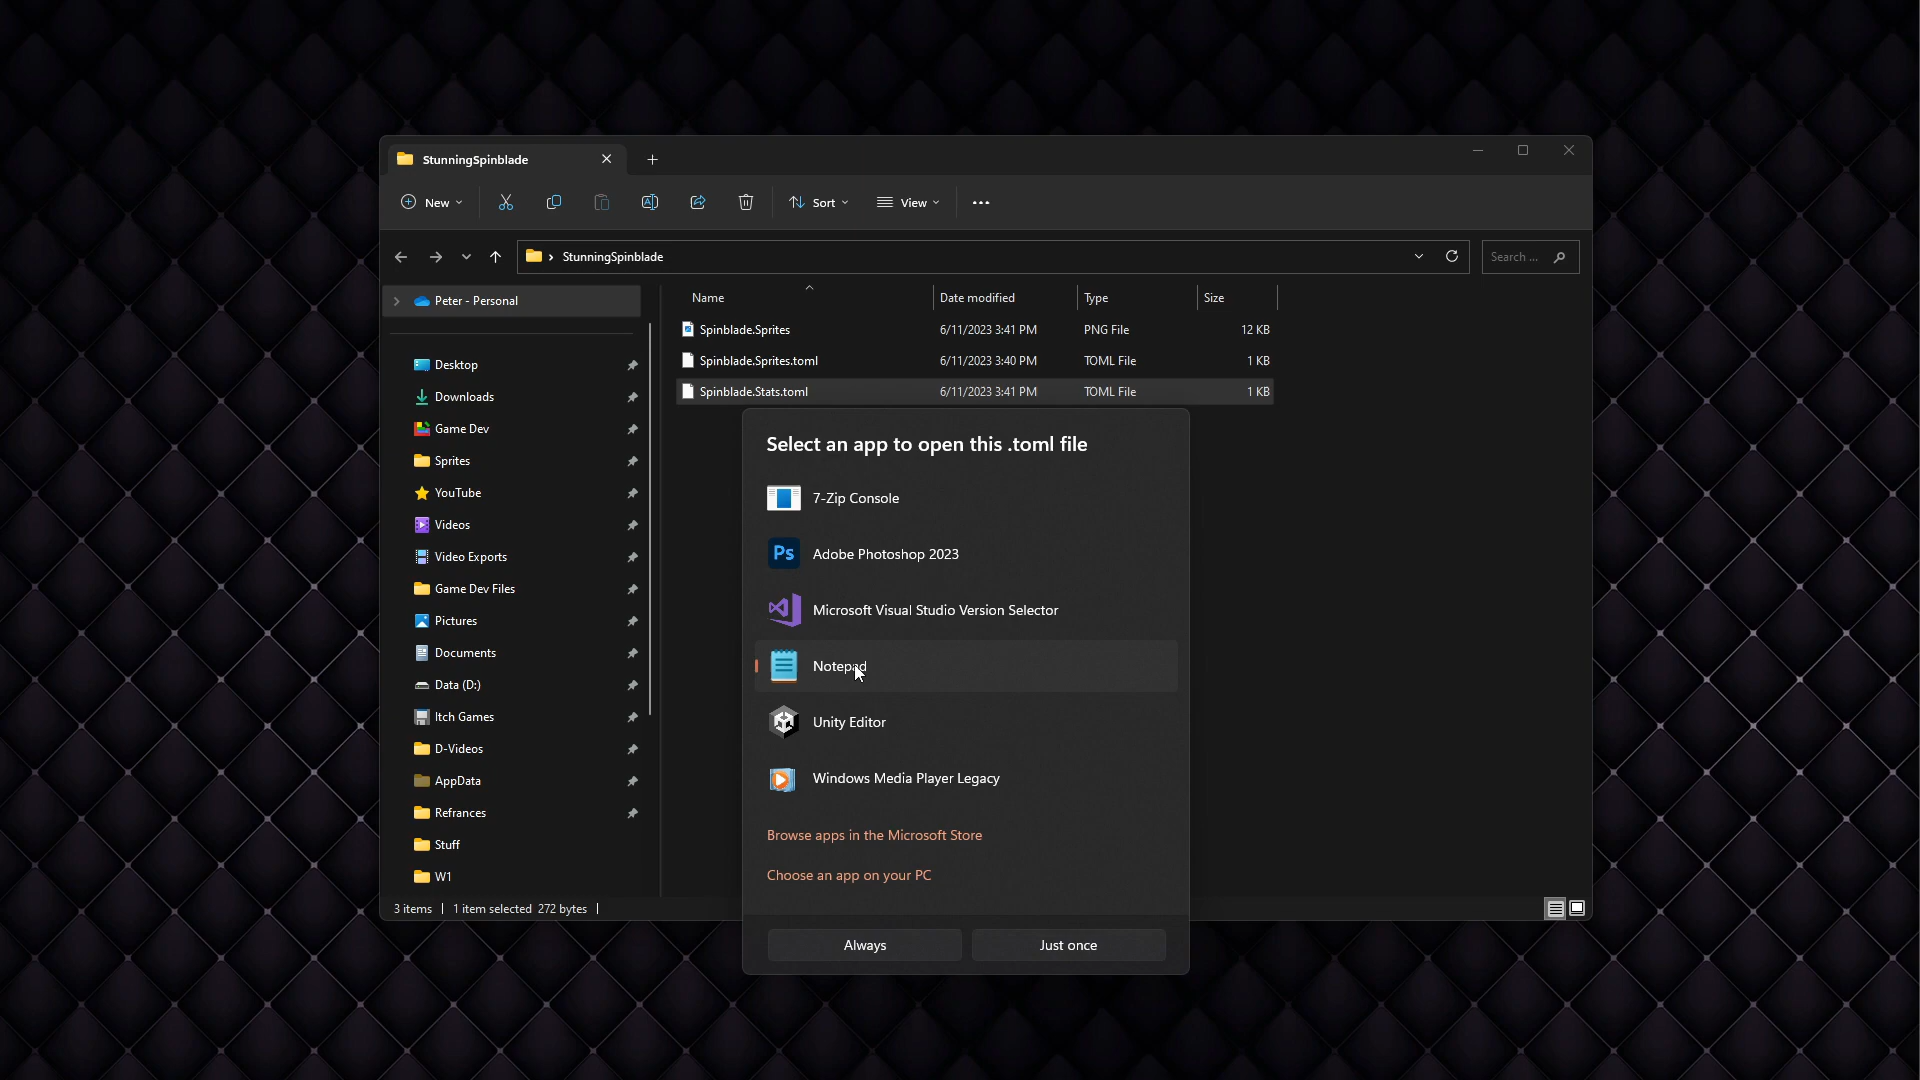 StunningSpinblade
New
Sort
View
StunningSpinblade
Search ...
Peter - Personal
Desktop
Downloads
Game Dev
Sprites
YouTube
Videos
Video Exports
Game Dev Files
Pictures
Documents
Data (D:)
Itch Games
D-Videos
AppData
Refrances
Stuff
W1
Name Date modified Type Size
Spinblade.Sprites 6/11/2023 3:41 PM PNG File 12 KB
Spinblade.Sprites.toml 6/11/2023 3:40 PM TOML File 1 KB
Spinblade.Stats.toml 6/11/2023 3:41 PM TOML File 1 KB
Select an app to open this .toml file
7-Zip Console
Ps Adobe Photoshop 2023
Microsoft Visual Studio Version Selector
Notepad
Unity Editor
Windows Media Player Legacy
Browse apps in the Microsoft Store
Choose an app on your PC
Always Just once
3 items 1 item selected 272 bytes